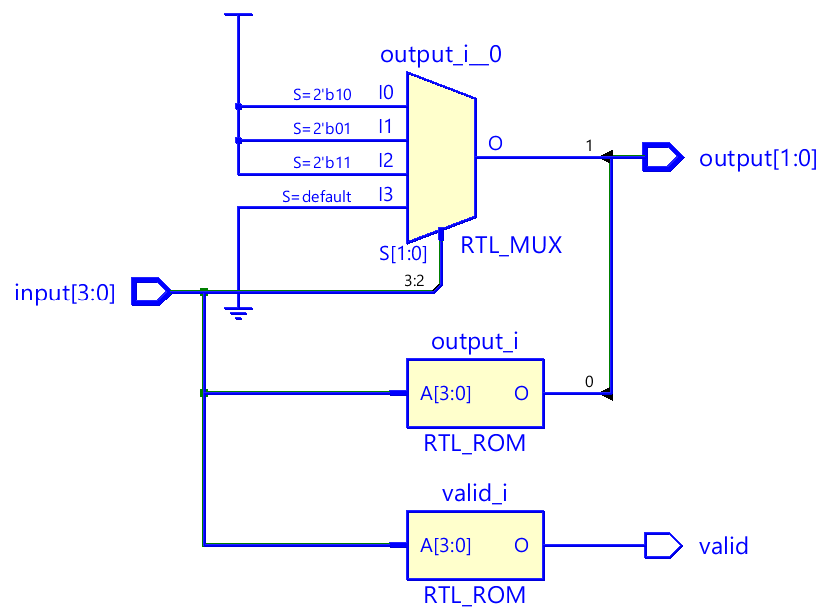 output_i__0
S=2'b10 I0
S=2'b01 I1
S=2'b11 I2
S=default I3
O
1
output[1:0]
S[1:0]
RTL_MUX
input[3:0]
3:2
output_i
A[3:0] O
0
RTL_ROM
valid_i
A[3:0] O
valid
RTL_ROM